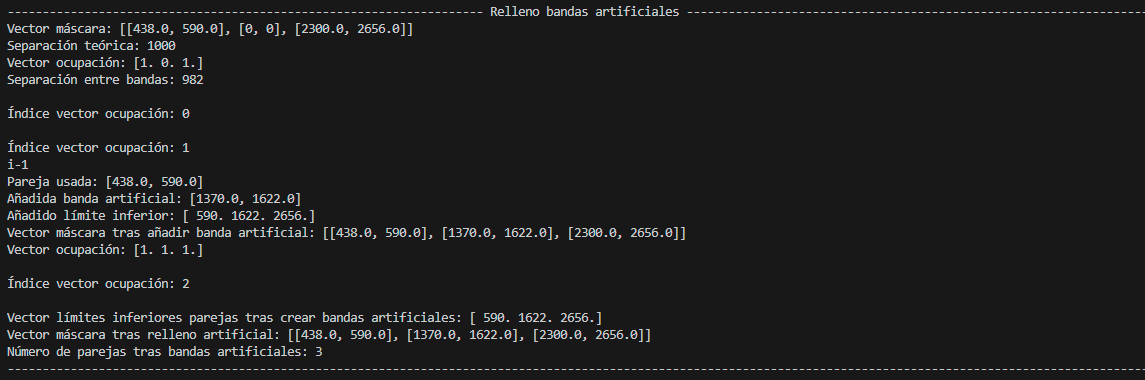 -------------------------------------------------------------------- Relleno bandas artificiales --------------------------------------------------------------------
Vector máscara: [[438.0, 590.0], [0, 0], [2300.0, 2656.0]]
Separación teórica: 1000
Vector ocupación: [1. 0. 1.]
Separación entre bandas: 982
Índice vector ocupación: 0
Índice vector ocupación: 1
i-1
Pareja usada: [438.0, 590.0]
Añadida banda artificial: [1370.0, 1622.0]
Añadido límite inferior: [ 590. 1622. 2656.]
Vector máscara tras añadir banda artificial: [[438.0, 590.0], [1370.0, 1622.0], [2300.0, 2656.0]]
Vector ocupación: [1. 1. 1.]
Índice vector ocupación: 2
Vector límites inferiores parejas tras crear bandas artificiales: [ 590. 1622. 2656.]
Vector máscara tras relleno artificial: [[438.0, 590.0], [1370.0, 1622.0], [2300.0, 2656.0]]
Número de parejas tras bandas artificiales: 3
-------------------------------------------------------------------------------------------------------------------------------------------------------------------